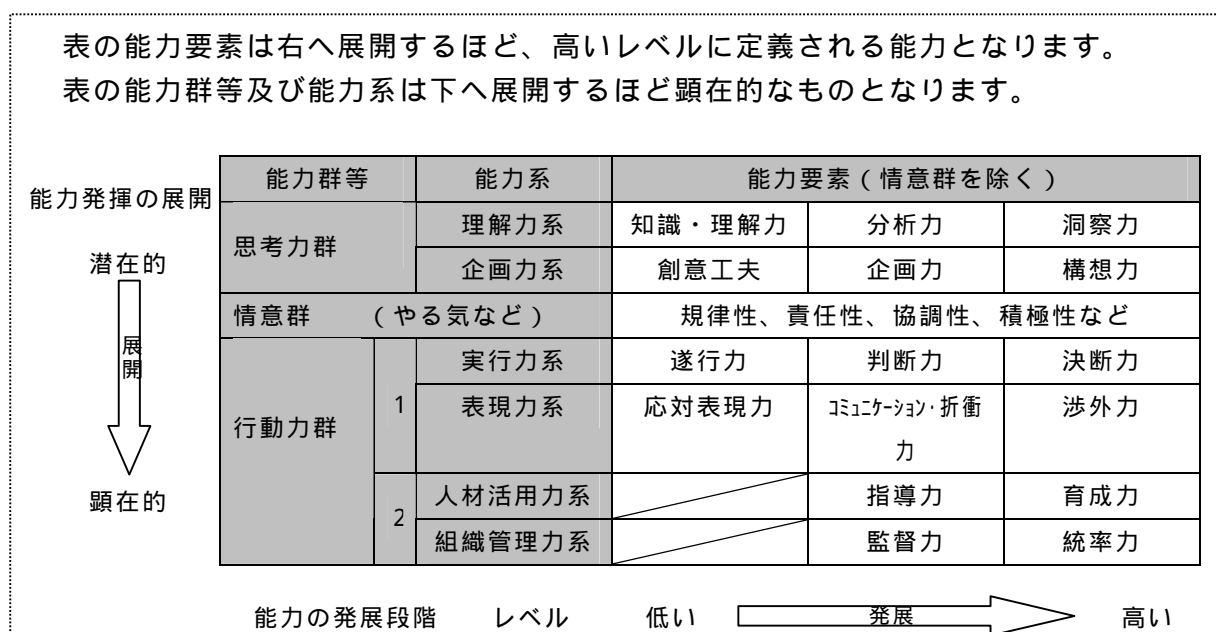 表の能力要素は右へ展開するほど、高いレベルに定義される能力となります。
表の能力群等及び能力系は下へ展開するほど顕在的なものとなります。
能力発揮の展開
潜在的
展開
顕在的
能力群等 能力系 能力要素(情意群を除く)
思考力群 理解力系 知識・理解力 分析力 洞察力
企画力系 創意工夫 企画力 構想力
情意群 (やる気など) 規律性、責任性、協調性、積極性など
行動力群 1 実行力系 遂行力 判断力 決断力
表現力系 応対表現力 コミュニケーション・折衝力 渉外力
2 人材活用力系 指導力 育成力
組織管理力系 監督力 統率力
能力の発展段階 レベル 低い 発展 高い